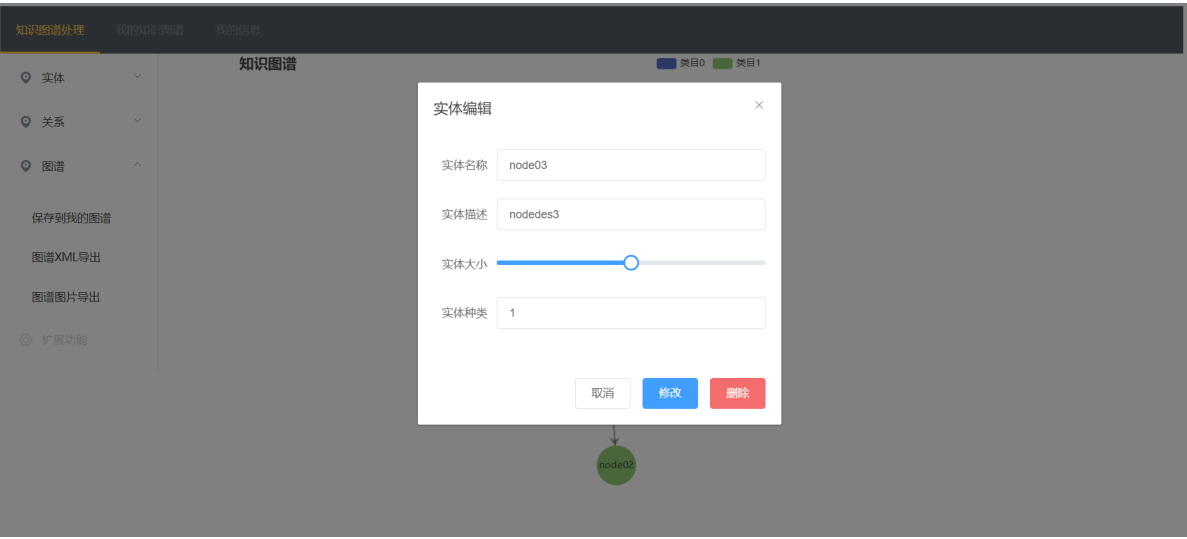 知识图谱处理 我的知识图谱 我的信息
知识图谱 类目0 类目1
实体
关系
图谱
保存到我的图谱
图谱XML导出
图谱图片导出
扩展功能
实体编辑
实体名称 node03
实体描述 nodedes3
实体大小
实体种类 1
取消 修改 删除
node02